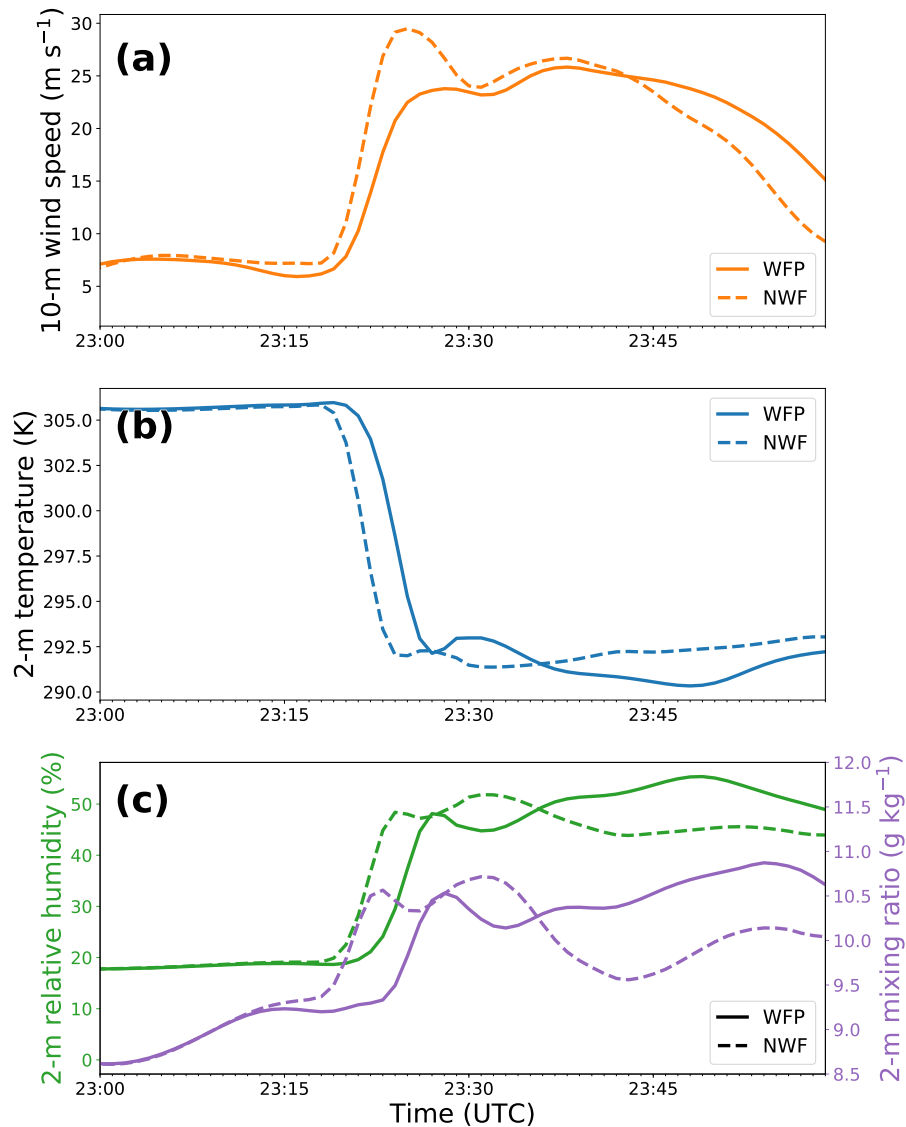 (a)
10-m wind speed (m s⁻¹)
30
25
20
15
10
5
WFP
NWF
23:00 23:15 23:30 23:45
(b)
2-m temperature (K)
305.0
302.5
300.0
297.5
295.0
292.5
290.0
WFP
NWF
23:00 23:15 23:30 23:45
(c)
2-m relative humidity (%)
50
40
30
20
10
0
12.0
11.5
11.0
10.5
10.0
9.5
9.0
8.5
2-m mixing ratio (g kg⁻¹)
WFP
NWF
23:00 23:15 23:30 23:45
Time (UTC)